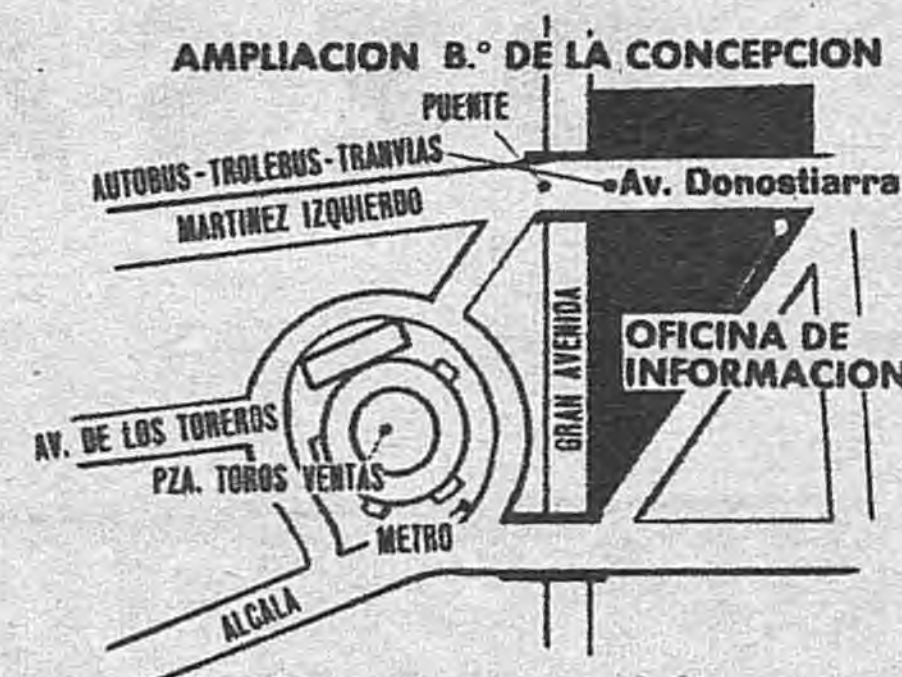 AMPLIACION B.º DE LA CONCEPCION
PUENTE
AUTOBUS-TROLEBUS-TRANVIAS
Av. Donostiarra
MARTINEZ IZQUIERDO
GRAN AVENIDA
OFICINA DE
INFORMACION
AV. DE LOS TOREROS
PZA. TOROS VENTAS
METRO
ALCALA